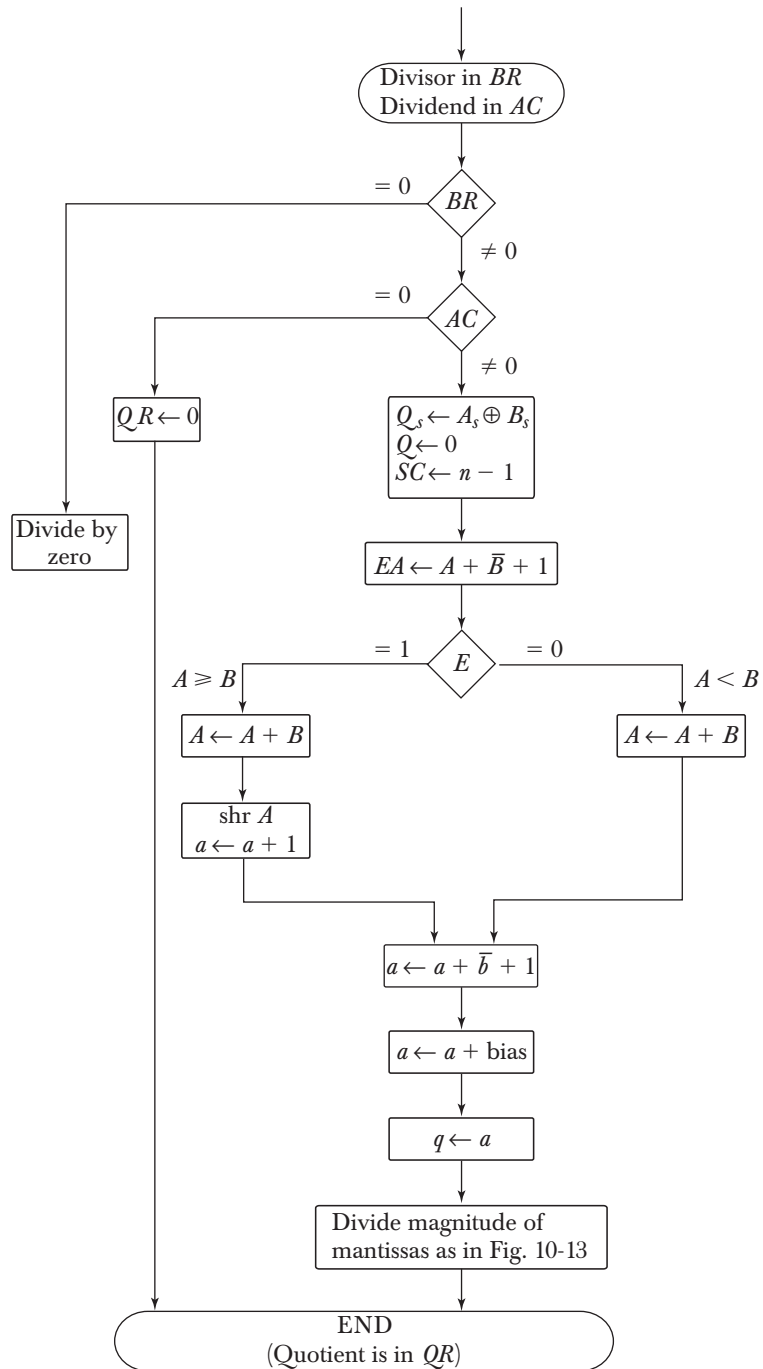 Divisor in BR
Dividend in AC
= 0
BR
≠ 0
= 0
AC
≠ 0
QR ← 0
Qₛ ← Aₛ ⊕ Bₛ
Q ← 0
SC ← n − 1
Divide by
zero
EA ← A + B̅ + 1
= 1
E
= 0
A ⩾ B
A < B
A ← A + B
A ← A + B
shr A
a ← a + 1
a ← a + b̅ + 1
a ← a + bias
q ← a
Divide magnitude of
mantissas as in Fig. 10-13
END
(Quotient is in QR)